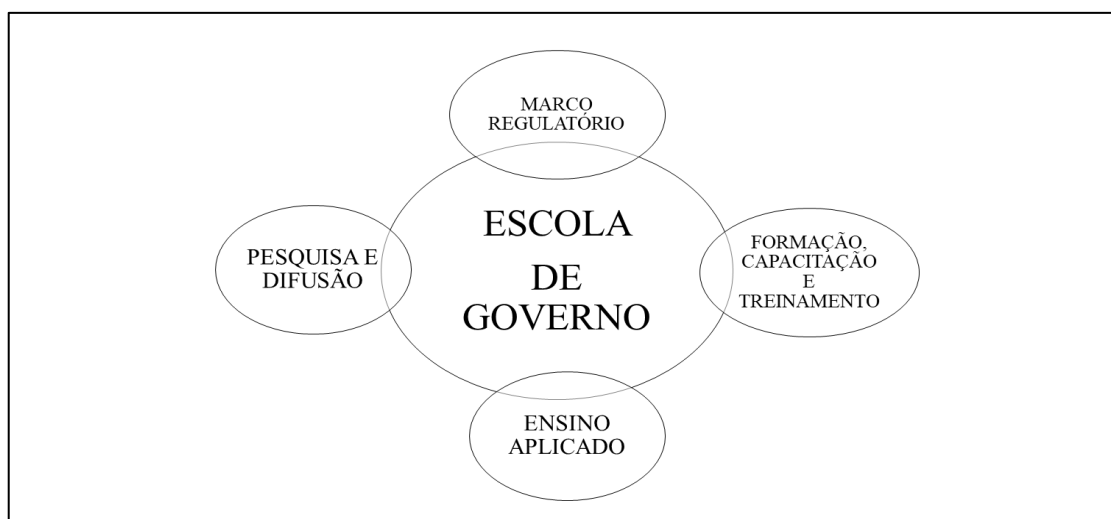 MARCO
REGULATÓRIO
PESQUISA E
DIFUSÃO
ESCOLA
DE
GOVERNO
FORMAÇÃO,
CAPACITAÇÃO
E
TREINAMENTO
ENSINO
APLICADO